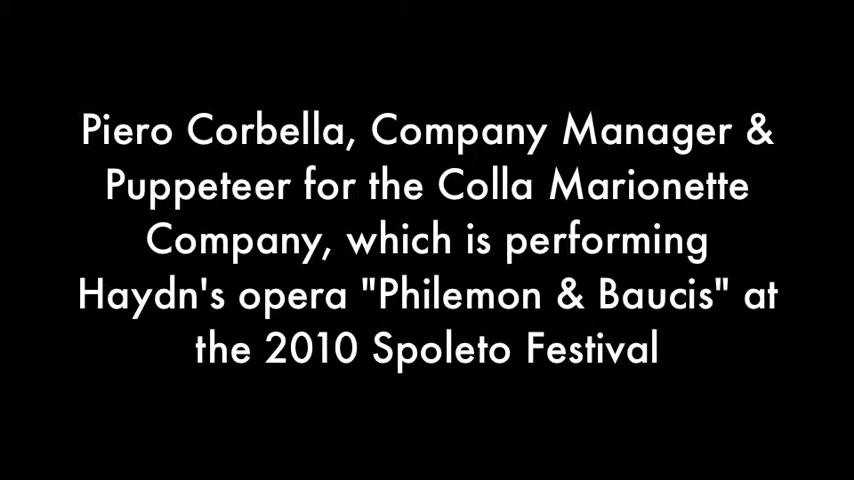 Piero Corbella, Company Manager &
Puppeteer for the Colla Marionette
Company, which is performing
Haydn's opera "Philemon & Baucis" at
the 2010 Spoleto Festival